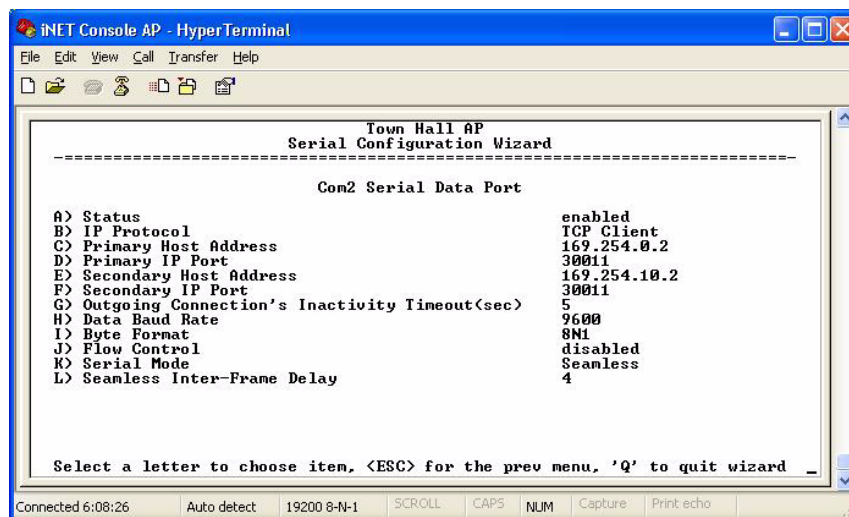 iNET Console AP - HyperTerminal
File Edit View Call Transfer Help
Town Hall AP
Serial Configuration Wizard
-==========================================================================-
Com2 Serial Data Port
A) Status enabled
B) IP Protocol TCP Client
C) Primary Host Address 169.254.0.2
D) Primary IP Port 30011
E) Secondary Host Address 169.254.10.2
F) Secondary IP Port 30011
G) Outgoing Connection's Inactivity Timeout(sec) 5
H) Data Baud Rate 9600
I) Byte Format 8N1
J) Flow Control disabled
K) Serial Mode Seamless
L) Seamless Inter-Frame Delay 4
Select a letter to choose item, <ESC> for the prev menu, 'Q' to quit wizard _
Connected 6:08:26 Auto detect 19200 8-N-1 SCROLL CAPS NUM Capture Print echo